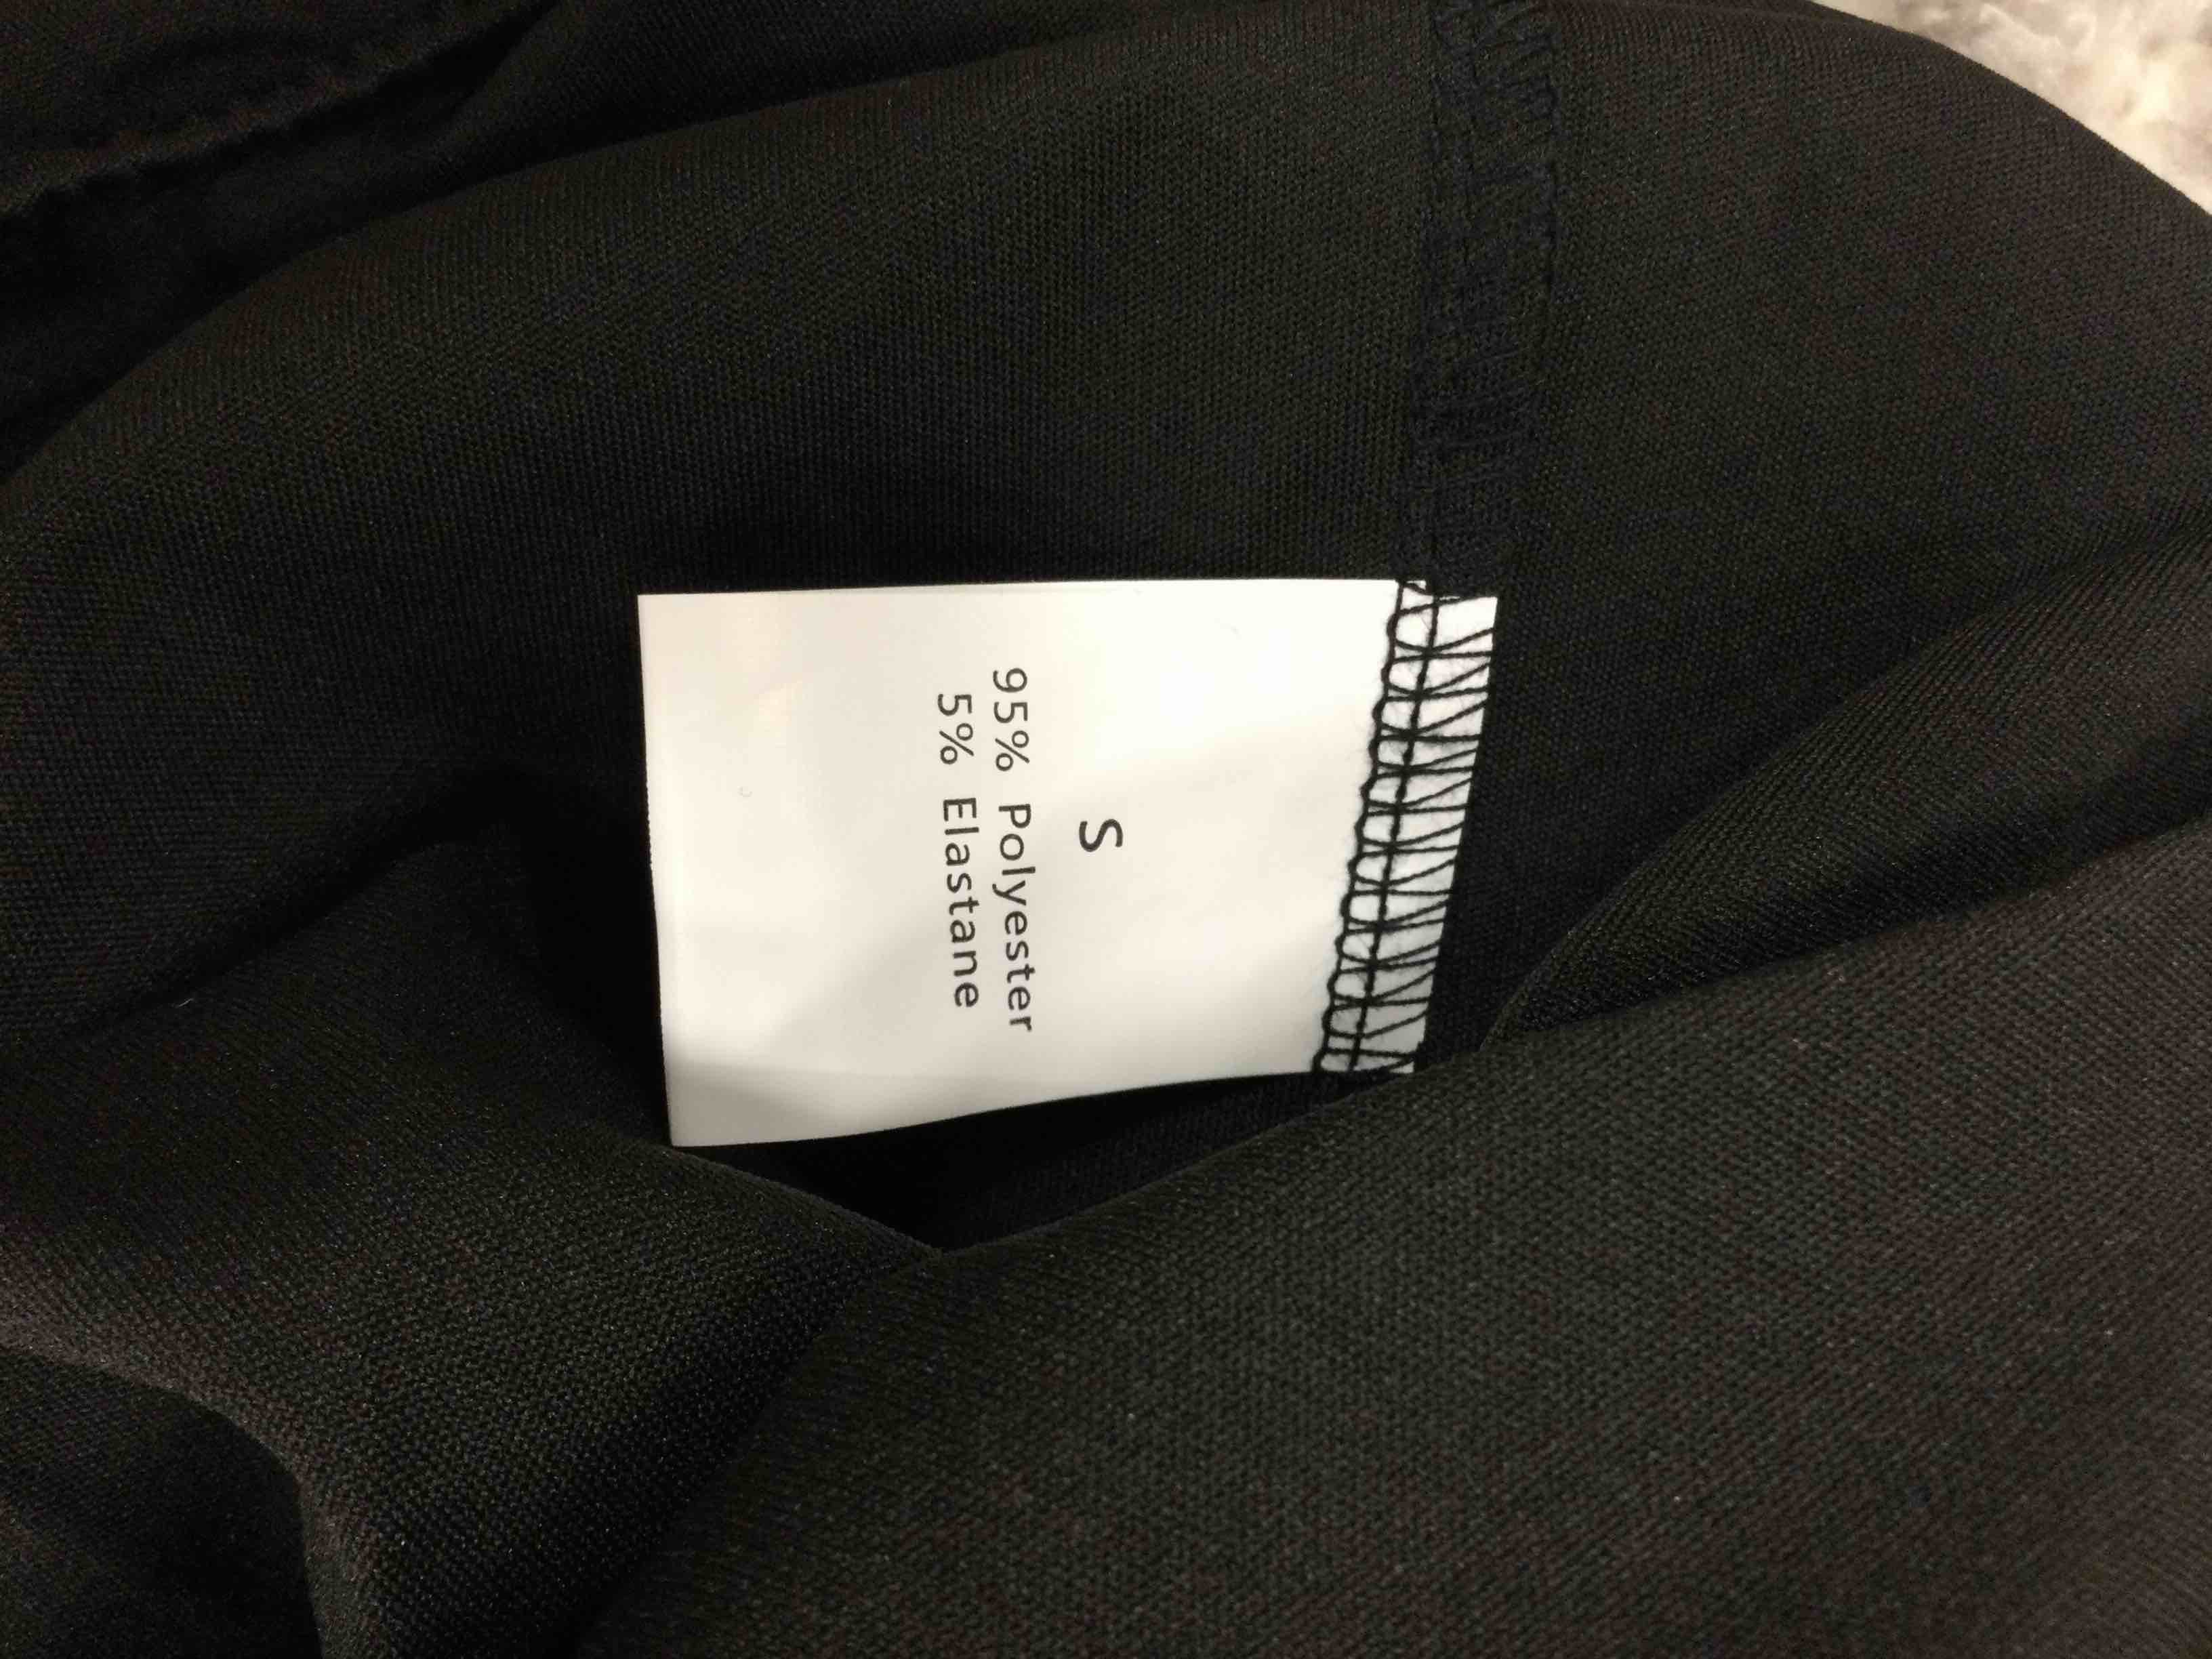 S
95% Polyester
5% Elastane